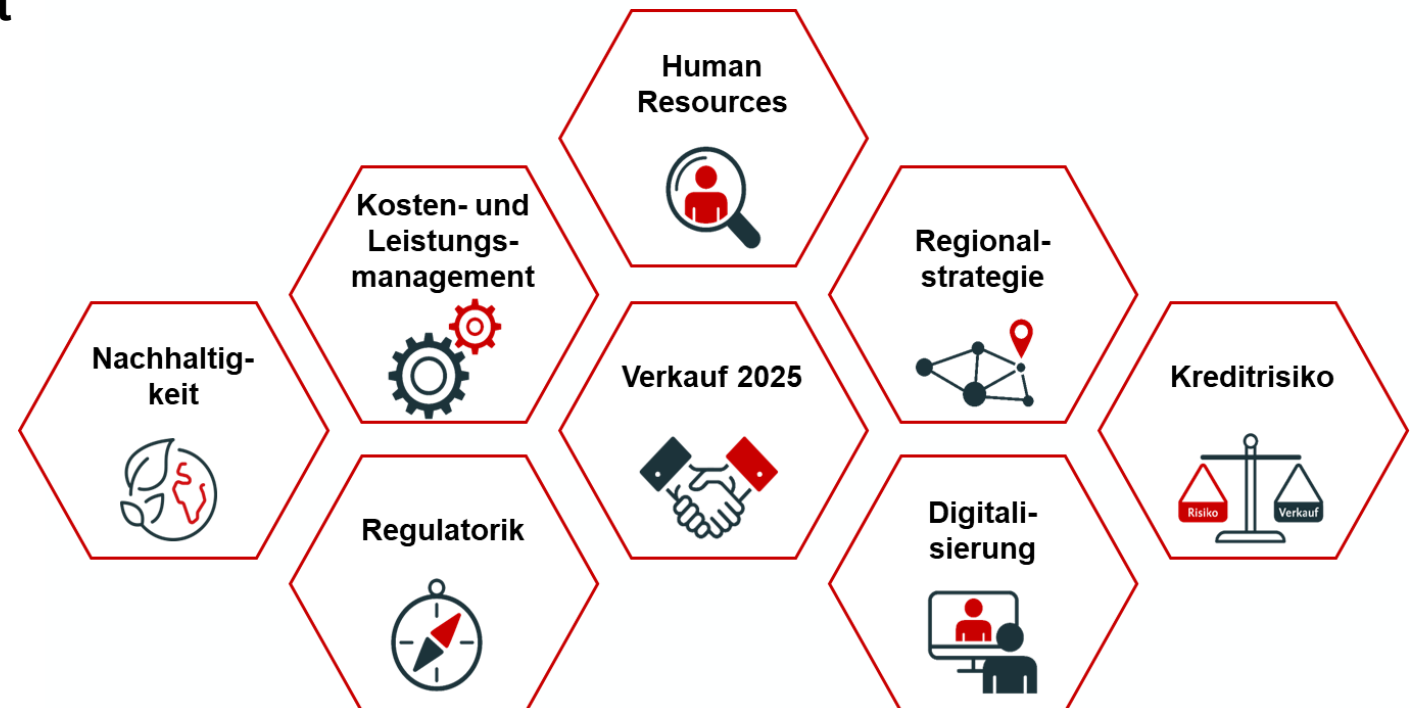 Human
Resources
Kosten- und
Leistungs-
management
Regional-
strategie
Nachhaltig-
keit
Verkauf 2025
Kreditrisiko
Risiko
Verkauf
Regulatorik
Digitali-
sierung